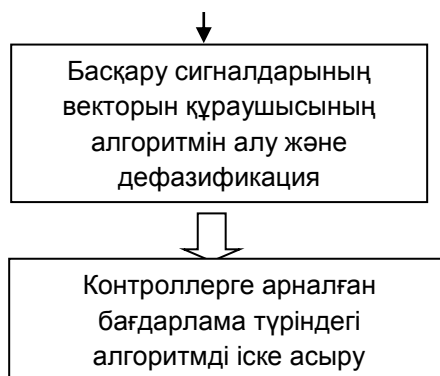 Басқару сигналдарының
векторын құраушысының
алгоритмін алу және
дефазификация
Контроллерге арналған
бағдарлама түріндегі
алгоритмді іске асыру